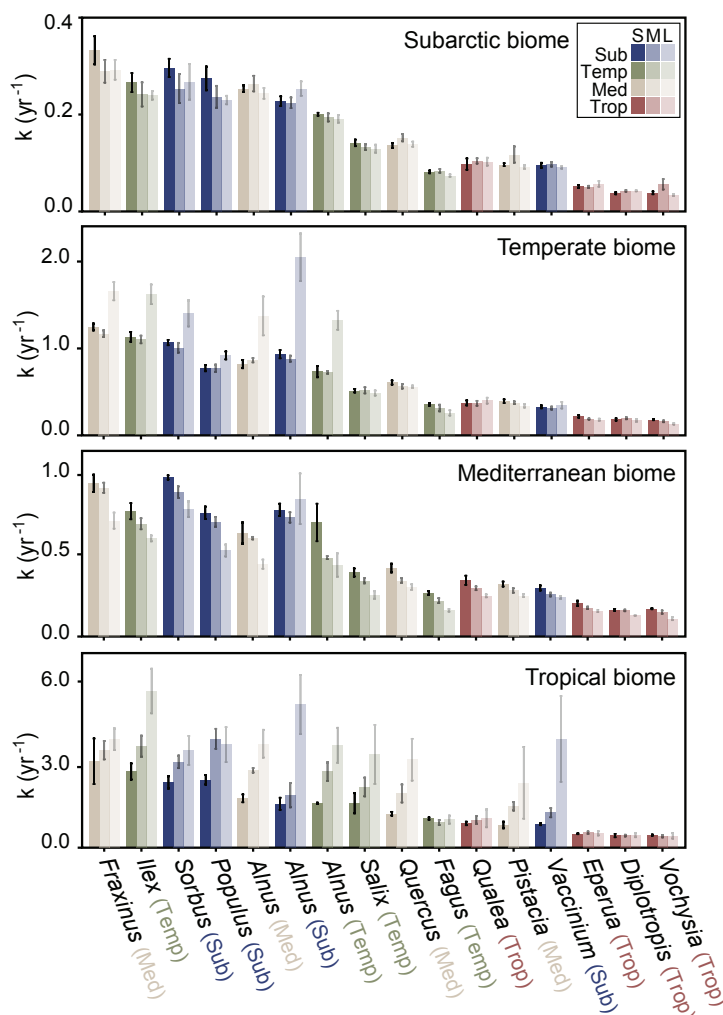 0.4
0.2
0.0
k (yr⁻¹)
Subarctic biome
S M L
Sub
Temp
Med
Trop
2.0
1.0
0.0
k (yr⁻¹)
Temperate biome
1.0
0.5
0.0
k (yr⁻¹)
Mediterranean biome
6.0
3.0
0.0
k (yr⁻¹)
Tropical biome
Fraxinus (Med)
Ilex (Temp)
Sorbus (Sub)
Populus (Sub)
Alnus (Med)
Alnus (Sub)
Alnus (Temp)
Salix (Temp)
Quercus (Med)
Fagus (Temp)
Qualea (Trop)
Pistacia (Med)
Vaccinium (Sub)
Eperua (Trop)
Diplotropis (Trop)
Vochysia (Trop)